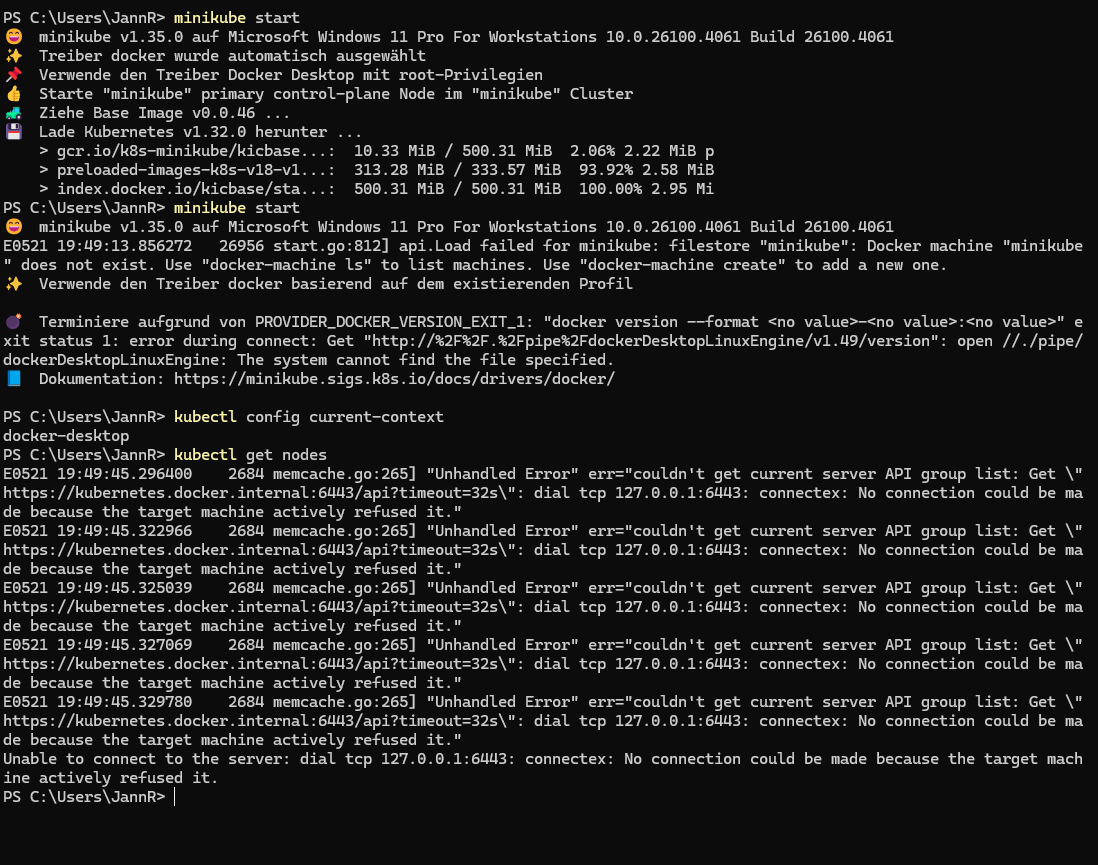 PS C:\Users\JannR> minikube start
😄  minikube v1.35.0 auf Microsoft Windows 11 Pro For Workstations 10.0.26100.4061 Build 26100.4061
✨  Treiber docker wurde automatisch ausgewählt
📌  Verwende den Treiber Docker Desktop mit root-Privilegien
👍  Starte "minikube" primary control-plane Node im "minikube" Cluster
🚜  Ziehe Base Image v0.0.46 ...
💾  Lade Kubernetes v1.32.0 herunter ...
    > gcr.io/k8s-minikube/kicbase...:  10.33 MiB / 500.31 MiB  2.06% 2.22 MiB p
    > preloaded-images-k8s-v18-v1...:  313.28 MiB / 333.57 MiB  93.92% 2.58 MiB
    > index.docker.io/kicbase/sta...:  500.31 MiB / 500.31 MiB  100.00% 2.95 Mi
PS C:\Users\JannR> minikube start
😄  minikube v1.35.0 auf Microsoft Windows 11 Pro For Workstations 10.0.26100.4061 Build 26100.4061
E0521 19:49:13.856272   26956 start.go:812] api.Load failed for minikube: filestore "minikube": Docker machine "minikube
" does not exist. Use "docker-machine ls" to list machines. Use "docker-machine create" to add a new one.
✨  Verwende den Treiber docker basierend auf dem existierenden Profil
💣  Terminiere aufgrund von PROVIDER_DOCKER_VERSION_EXIT_1: "docker version --format <no value>-<no value>:<no value>" e
xit status 1: error during connect: Get "http://%2F%2F.%2Fpipe%2FdockerDesktopLinuxEngine/v1.49/version": open //./pipe/
dockerDesktopLinuxEngine: The system cannot find the file specified.
📘  Dokumentation: https://minikube.sigs.k8s.io/docs/drivers/docker/
PS C:\Users\JannR> kubectl config current-context
docker-desktop
PS C:\Users\JannR> kubectl get nodes
E0521 19:49:45.296400    2684 memcache.go:265] "Unhandled Error" err="couldn't get current server API group list: Get \"
https://kubernetes.docker.internal:6443/api?timeout=32s\": dial tcp 127.0.0.1:6443: connectex: No connection could be ma
de because the target machine actively refused it."
E0521 19:49:45.322966    2684 memcache.go:265] "Unhandled Error" err="couldn't get current server API group list: Get \"
https://kubernetes.docker.internal:6443/api?timeout=32s\": dial tcp 127.0.0.1:6443: connectex: No connection could be ma
de because the target machine actively refused it."
E0521 19:49:45.325039    2684 memcache.go:265] "Unhandled Error" err="couldn't get current server API group list: Get \"
https://kubernetes.docker.internal:6443/api?timeout=32s\": dial tcp 127.0.0.1:6443: connectex: No connection could be ma
de because the target machine actively refused it."
E0521 19:49:45.327069    2684 memcache.go:265] "Unhandled Error" err="couldn't get current server API group list: Get \"
https://kubernetes.docker.internal:6443/api?timeout=32s\": dial tcp 127.0.0.1:6443: connectex: No connection could be ma
de because the target machine actively refused it."
E0521 19:49:45.329780    2684 memcache.go:265] "Unhandled Error" err="couldn't get current server API group list: Get \"
https://kubernetes.docker.internal:6443/api?timeout=32s\": dial tcp 127.0.0.1:6443: connectex: No connection could be ma
de because the target machine actively refused it."
Unable to connect to the server: dial tcp 127.0.0.1:6443: connectex: No connection could be made because the target mach
ine actively refused it.
PS C:\Users\JannR>